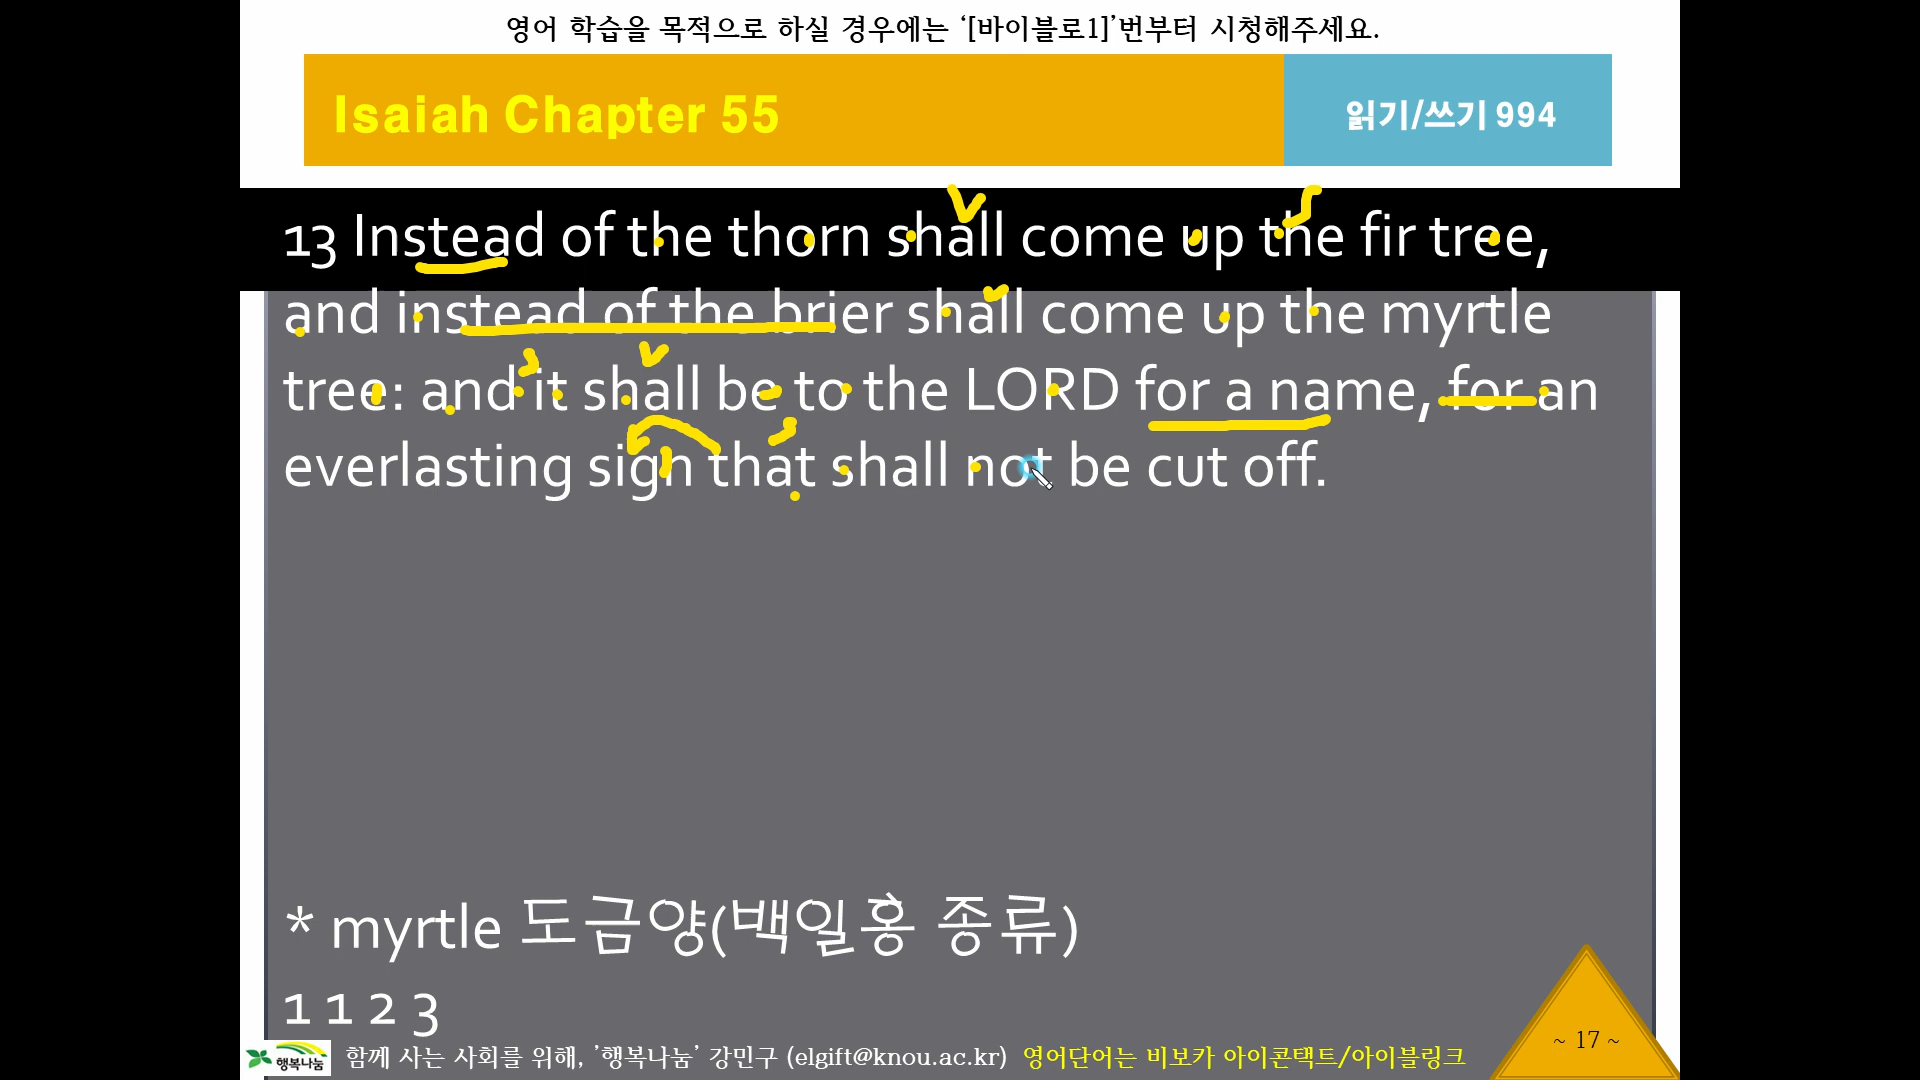 영어 학습을 목적으로 하실 경우에는 ‘[바이블로1]’번부터 시청해주세요.
Isaiah Chapter 55
읽기/쓰기 994
13 Instead of the thorn shall come up the fir tree,
and instead of the brier shall come up the myrtle
tree: and it shall be to the LORD for a name, for an
everlasting sign that shall not be cut off.
* myrtle 도금양(백일홍 종류)
1 1 2 3
행복나눔 함께 사는 사회를 위해, ’행복나눔’ 강민구 (elgift@knou.ac.kr) 영어단어는 비보카 아이콘택트/아이블링크
~ 17 ~